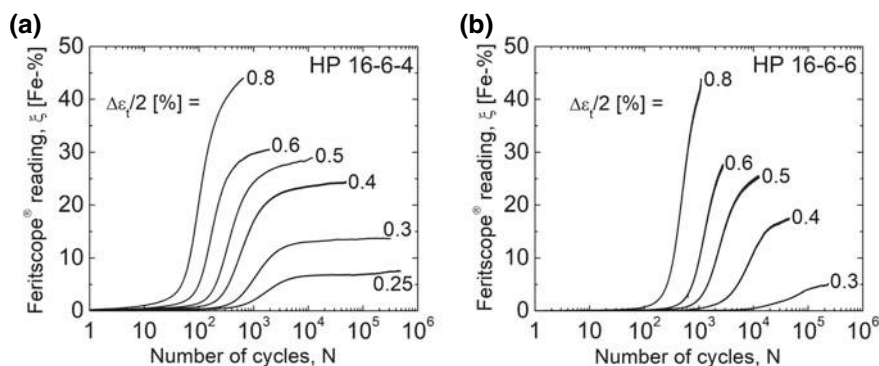 (a)
HP 16-6-4
Δε_t/2 [%] =
0.8
0.6
0.5
0.4
0.3
0.25
50
40
30
20
10
0
Feritscope® reading, ξ [Fe-%]
1 10 10² 10³ 10⁴ 10⁵ 10⁶
Number of cycles, N
(b)
HP 16-6-6
Δε_t/2 [%] =
0.8
0.6
0.5
0.4
0.3
50
40
30
20
10
0
Feritscope® reading, ξ [Fe-%]
1 10 10² 10³ 10⁴ 10⁵ 10⁶
Number of cycles, N